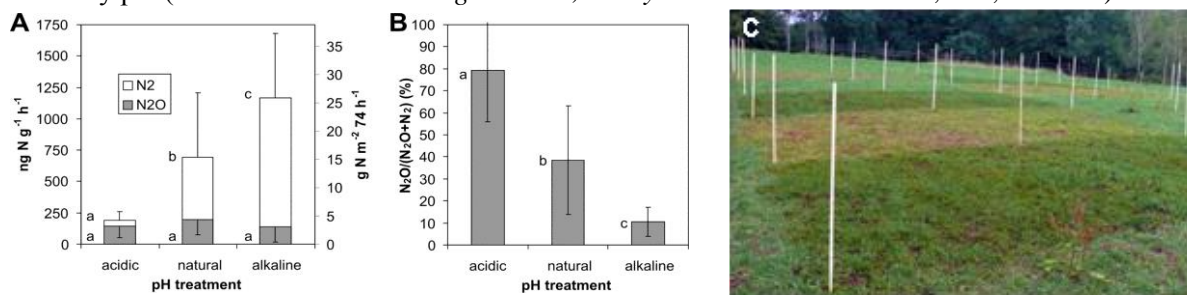 A
1750
1500
1250
1000
750
500
250
0
ng N g⁻¹ h⁻¹
N2
N2O
a
a
b
a
c
a
35
30
25
20
15
10
5
0
g N m⁻² 74 h⁻¹
acidic natural alkaline
pH treatment
B
100
90
80
70
60
50
40
30
20
10
0
N₂O/(N₂O+N₂) (%)
a
b
c
acidic natural alkaline
pH treatment
C